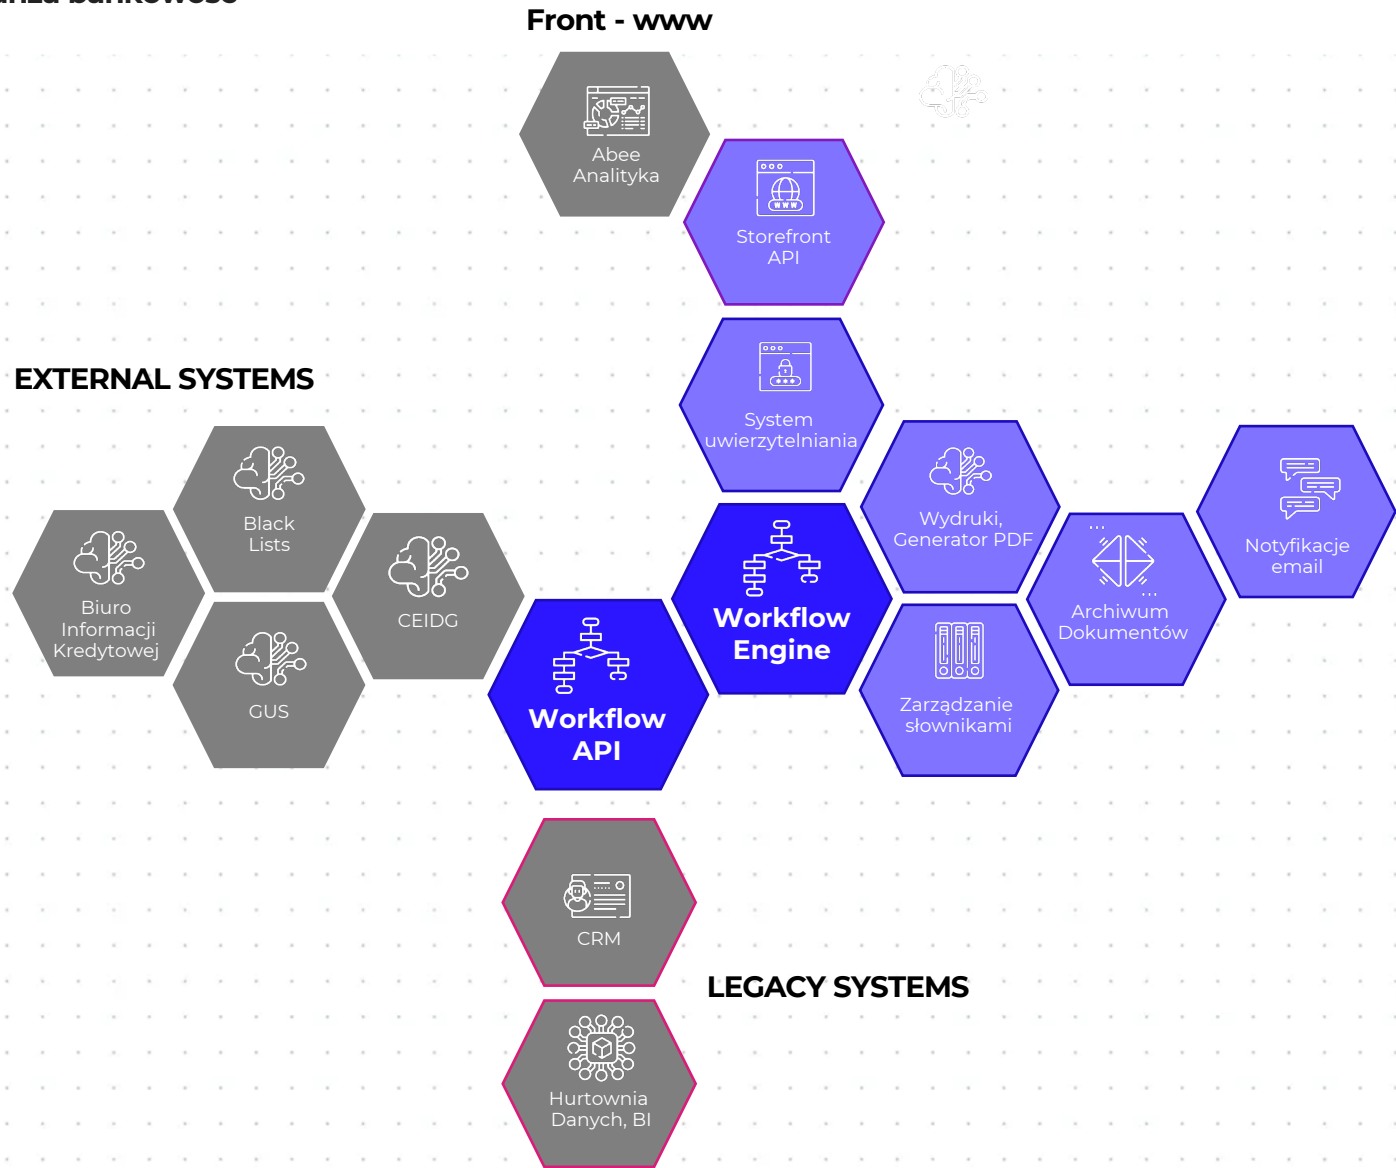 Front - www
Abee
Analityka
www
Storefront
API
EXTERNAL SYSTEMS
***
System
uwierzytelniania
Black
Lists
Wydruki,
Generator PDF
Notyfikacje
email
Biuro
Informacji
Kredytowej
CEIDG
Workflow
Engine
Archiwum
Dokumentów
GUS
Workflow
API
Zarządzanie
słownikami
CRM
LEGACY SYSTEMS
Hurtownia
Danych, BI